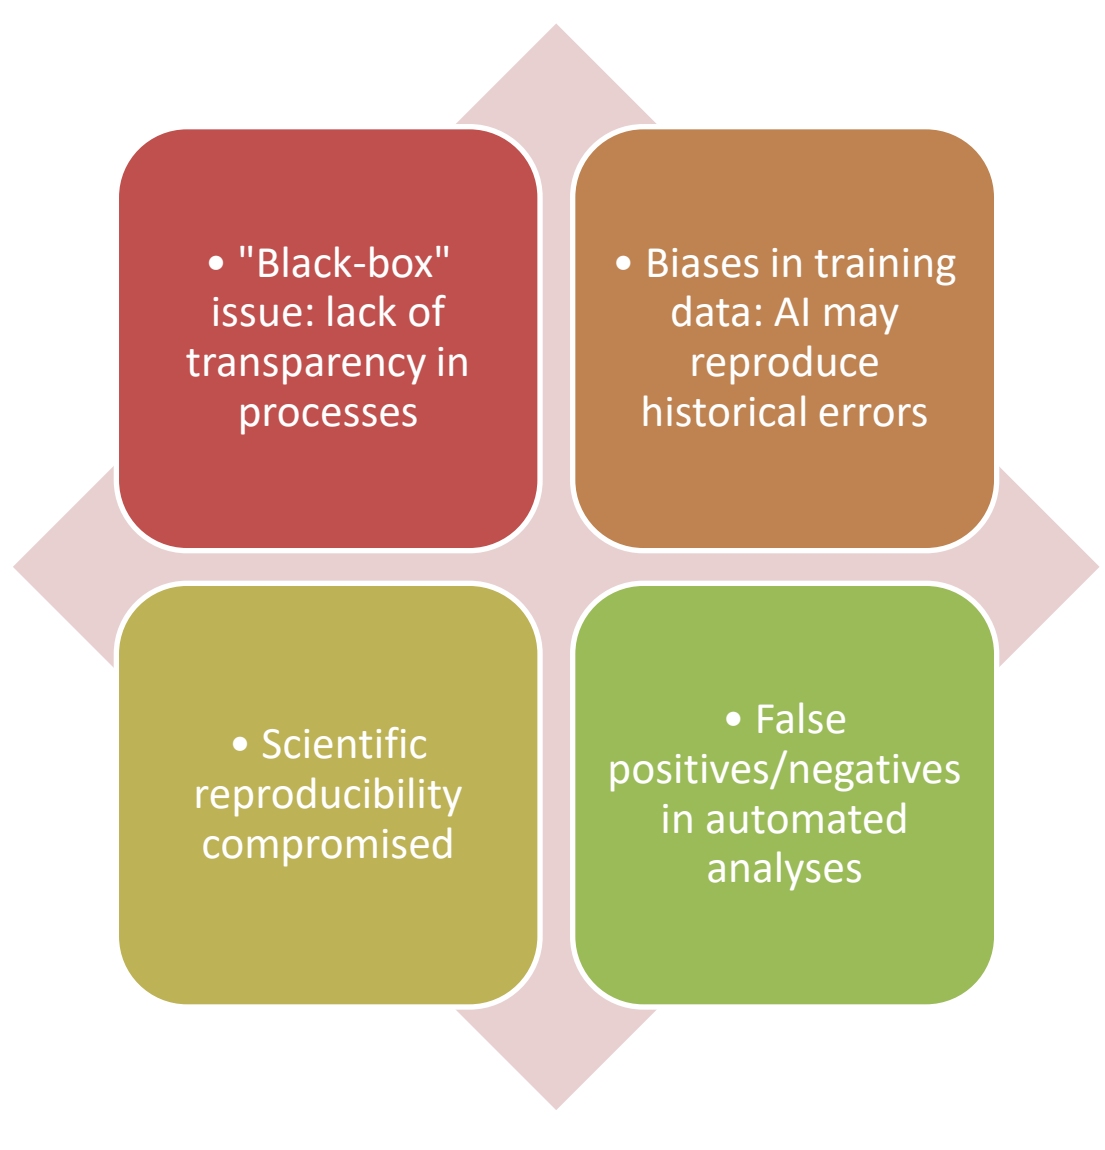 • "Black-box"
issue: lack of
transparency in
processes
• Biases in training
data: AI may
reproduce
historical errors
• Scientific
reproducibility
compromised
• False
positives/negatives
in automated
analyses